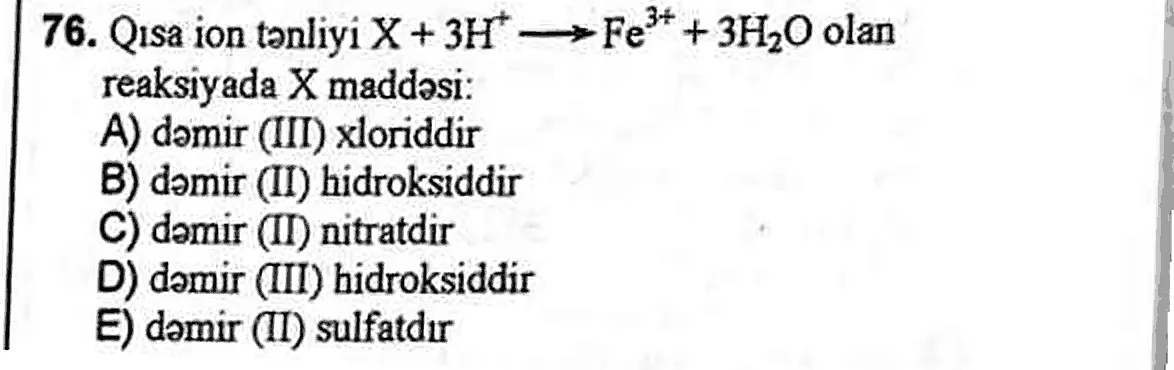 76. Qısa ion tənliyi X + 3H⁺ ⟶ Fe³⁺ + 3H₂O olan
reaksiyada X maddəsi:
A) dəmir (III) xloriddir
B) dəmir (II) hidroksiddir
C) dəmir (II) nitratdir
D) dəmir (III) hidroksiddir
E) dəmir (II) sulfatdır